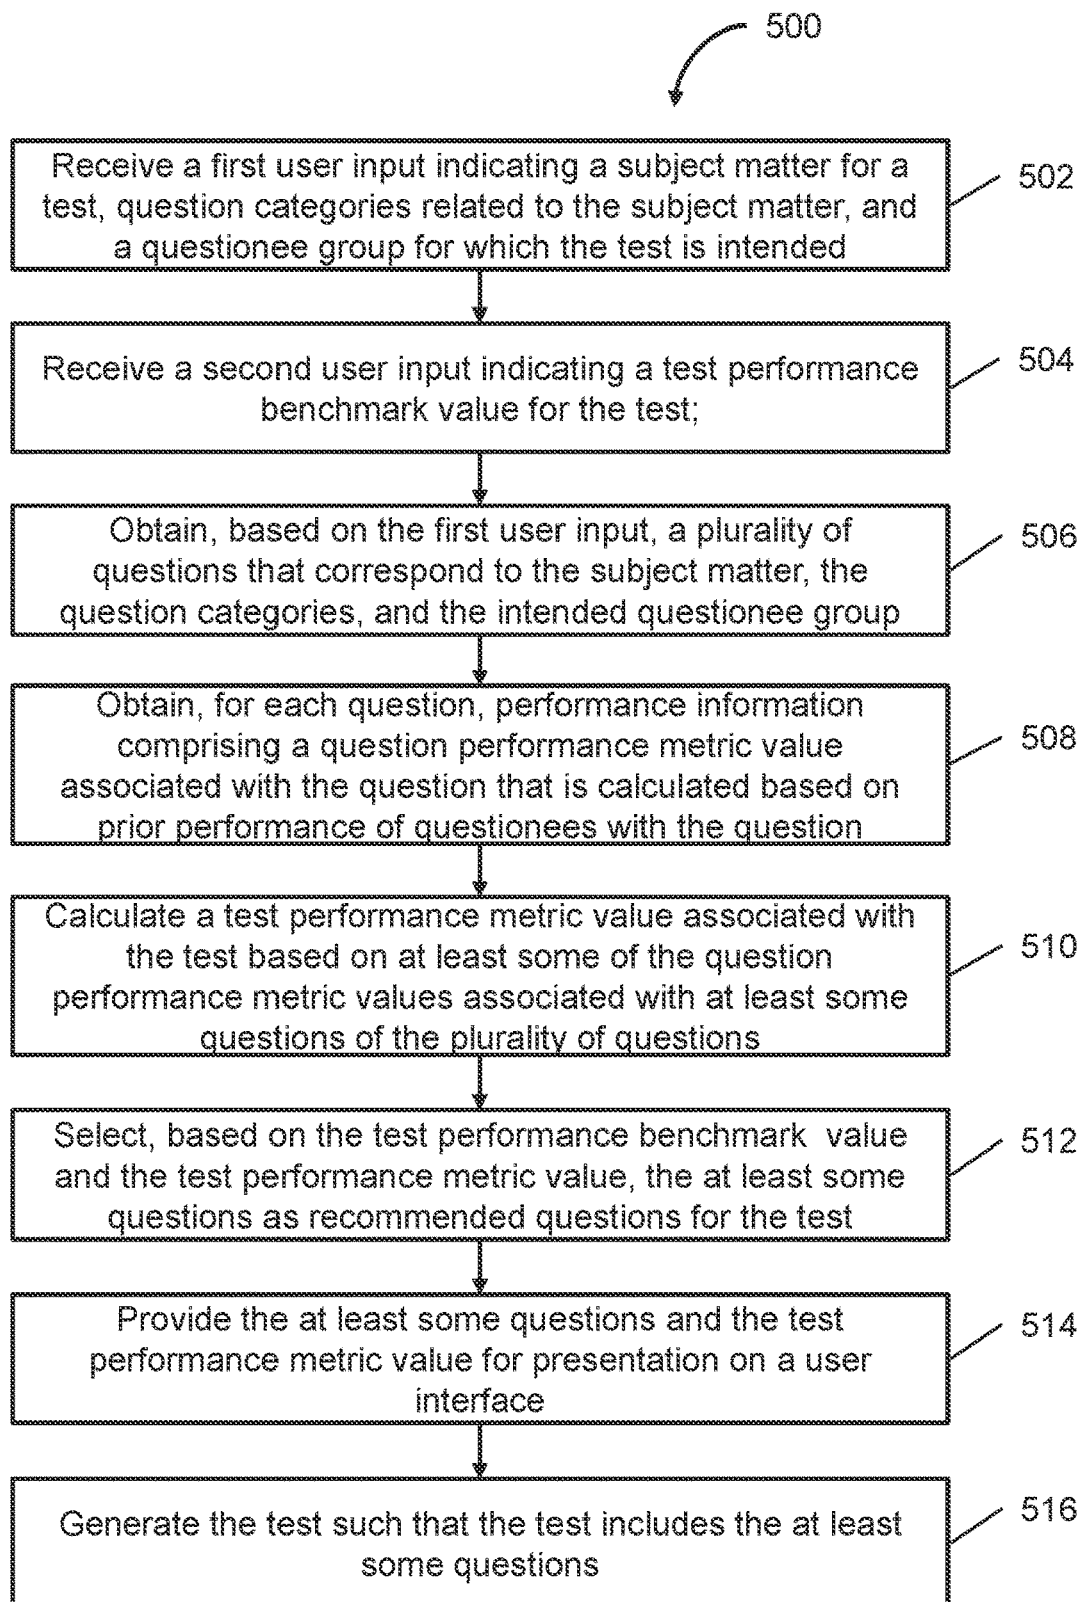 500
Receive a first user input indicating a subject matter for a
test, question categories related to the subject matter, and
a questionee group for which the test is intended
502
Receive a second user input indicating a test performance
benchmark value for the test;
504
Obtain, based on the first user input, a plurality of
questions that correspond to the subject matter, the
question categories, and the intended questionee group
506
Obtain, for each question, performance information
comprising a question performance metric value
associated with the question that is calculated based on
prior performance of questionees with the question
508
Calculate a test performance metric value associated with
the test based on at least some of the question
performance metric values associated with at least some
questions of the plurality of questions
510
Select, based on the test performance benchmark value
and the test performance metric value, the at least some
questions as recommended questions for the test
512
Provide the at least some questions and the test
performance metric value for presentation on a user
interface
514
Generate the test such that the test includes the at least
some questions
516